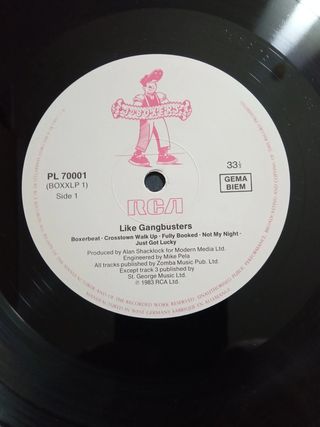 JOBOXERS
PL 70001
(BOXXLP 1)
Side 1
33⅓
GEMA
BIEM
RCA
Like Gangbusters
Boxerbeat · Crosstown Walk Up · Fully Booked · Not My Night ·
Just Got Lucky
Produced by Alan Shacklock for Modern Media Ltd.
Engineered by Mike Pela
All tracks published by Zomba Music Pub. Ltd.
Except track 3 published by
St. George Music Ltd.
℗ 1983 RCA Ltd.